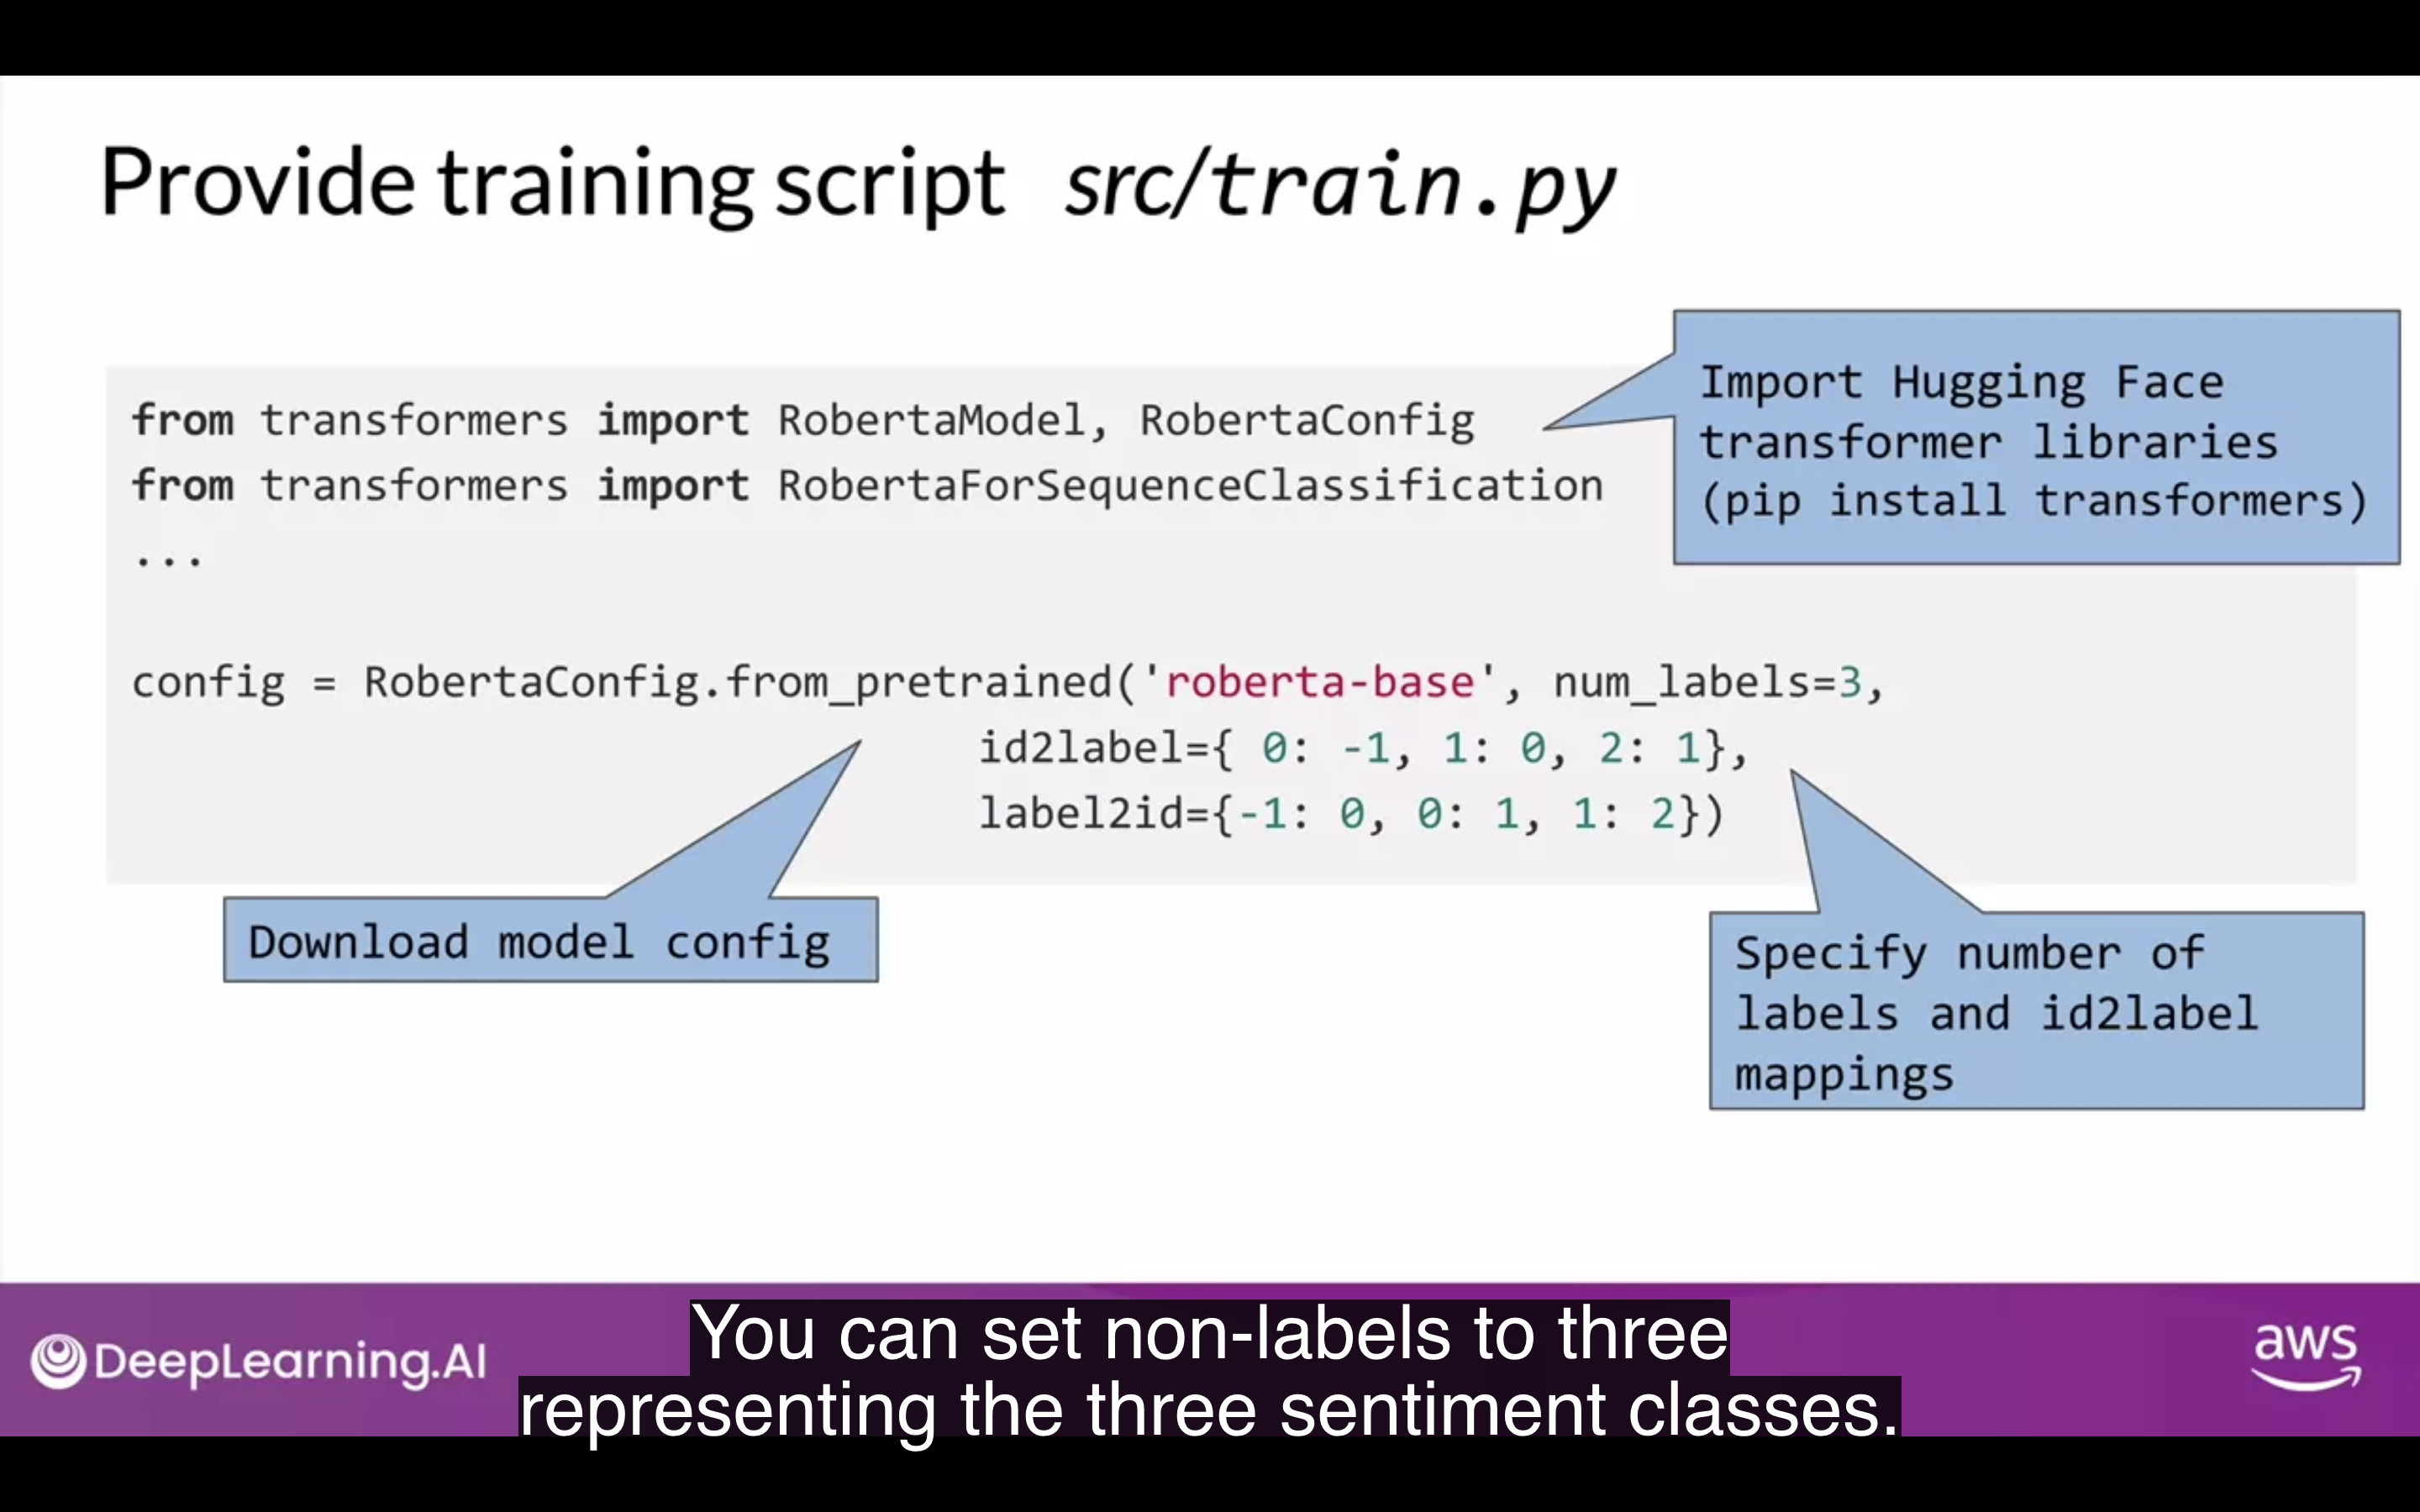 Provide training script src/train.py
Import Hugging Face
transformer libraries
(pip install transformers)
from transformers import RobertaModel, RobertaConfig
from transformers import RobertaForSequenceClassification
...
config = RobertaConfig.from_pretrained('roberta-base', num_labels=3,
id2label={ 0: -1, 1: 0, 2: 1},
label2id={-1: 0, 0: 1, 1: 2})
Download model config
Specify number of
labels and id2label
mappings
DeepLearning.AI
You can set non-labels to three
representing the three sentiment classes.
aws